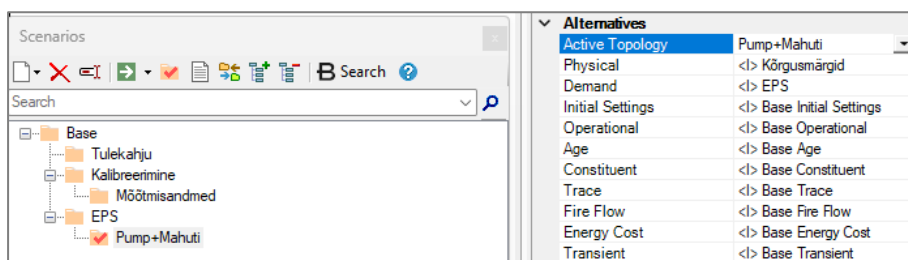 Scenarios
x
Search
Search
Base
Tulekahju
Kalibreerimine
Mõõtmisandmed
EPS
Pump+Mahuti
Alternatives
Active Topology Pump+Mahuti
Physical <I> Kõrgusmärgid
Demand <I> EPS
Initial Settings <I> Base Initial Settings
Operational <I> Base Operational
Age <I> Base Age
Constituent <I> Base Constituent
Trace <I> Base Trace
Fire Flow <I> Base Fire Flow
Energy Cost <I> Base Energy Cost
Transient <I> Base Transient